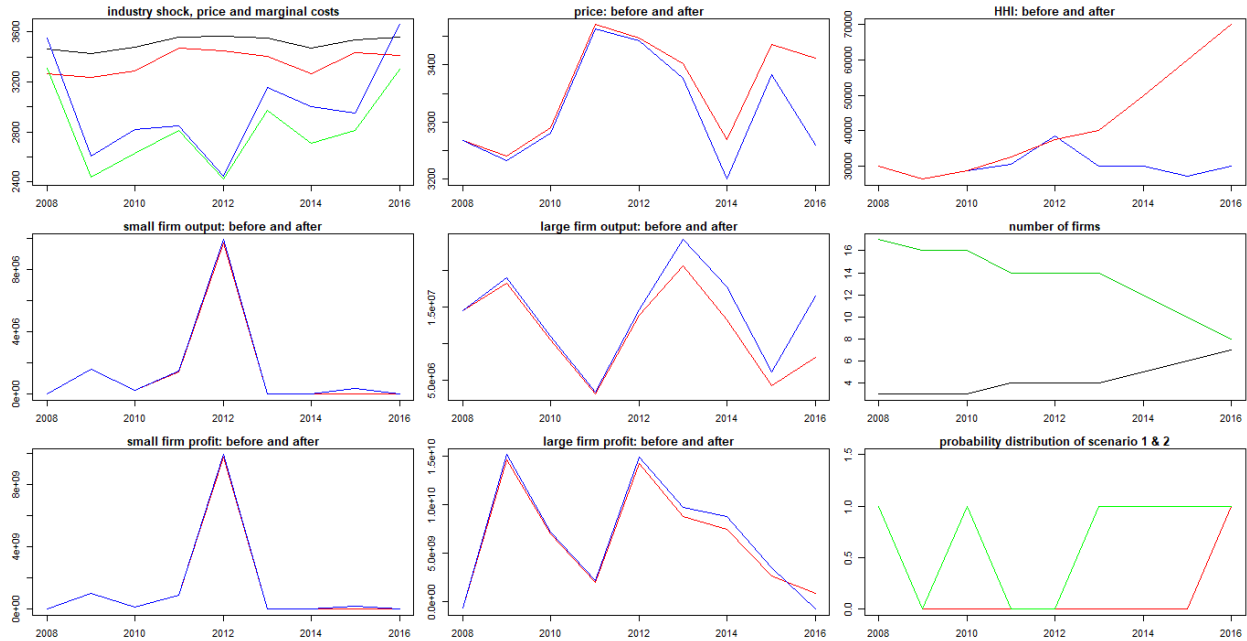 industry shock, price and marginal costs
3600
3200
2800
2400
2008 2010 2012 2014 2016
price: before and after
3400
3300
3200
2008 2010 2012 2014 2016
HHI: before and after
70000
60000
50000
40000
30000
2008 2010 2012 2014 2016
small firm output: before and after
8e+06
4e+06
0e+00
2008 2010 2012 2014 2016
large firm output: before and after
1.5e+07
5.0e+06
2008 2010 2012 2014 2016
number of firms
16
14
12
10
8
6
4
2008 2010 2012 2014 2016
small firm profit: before and after
8e+09
4e+09
0e+00
2008 2010 2012 2014 2016
large firm profit: before and after
1.5e+10
1.0e+10
5.0e+09
0.0e+00
2008 2010 2012 2014 2016
probability distribution of scenario 1 & 2
1.5
1.0
0.5
0.0
2008 2010 2012 2014 2016